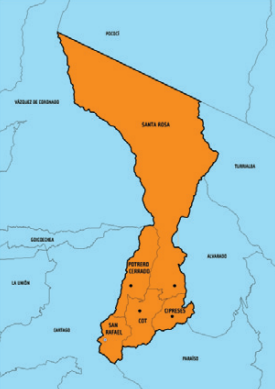 POCOCÍ
VÁZQUEZ DE CORONADO
SANTA ROSA
TURRIALBA
GOICOECHEA
POTRERO
CERRADO
ALVARADO
LA UNIÓN
CIPRESES
SAN
RAFAEL
COT
CARTAGO
PARAÍSO